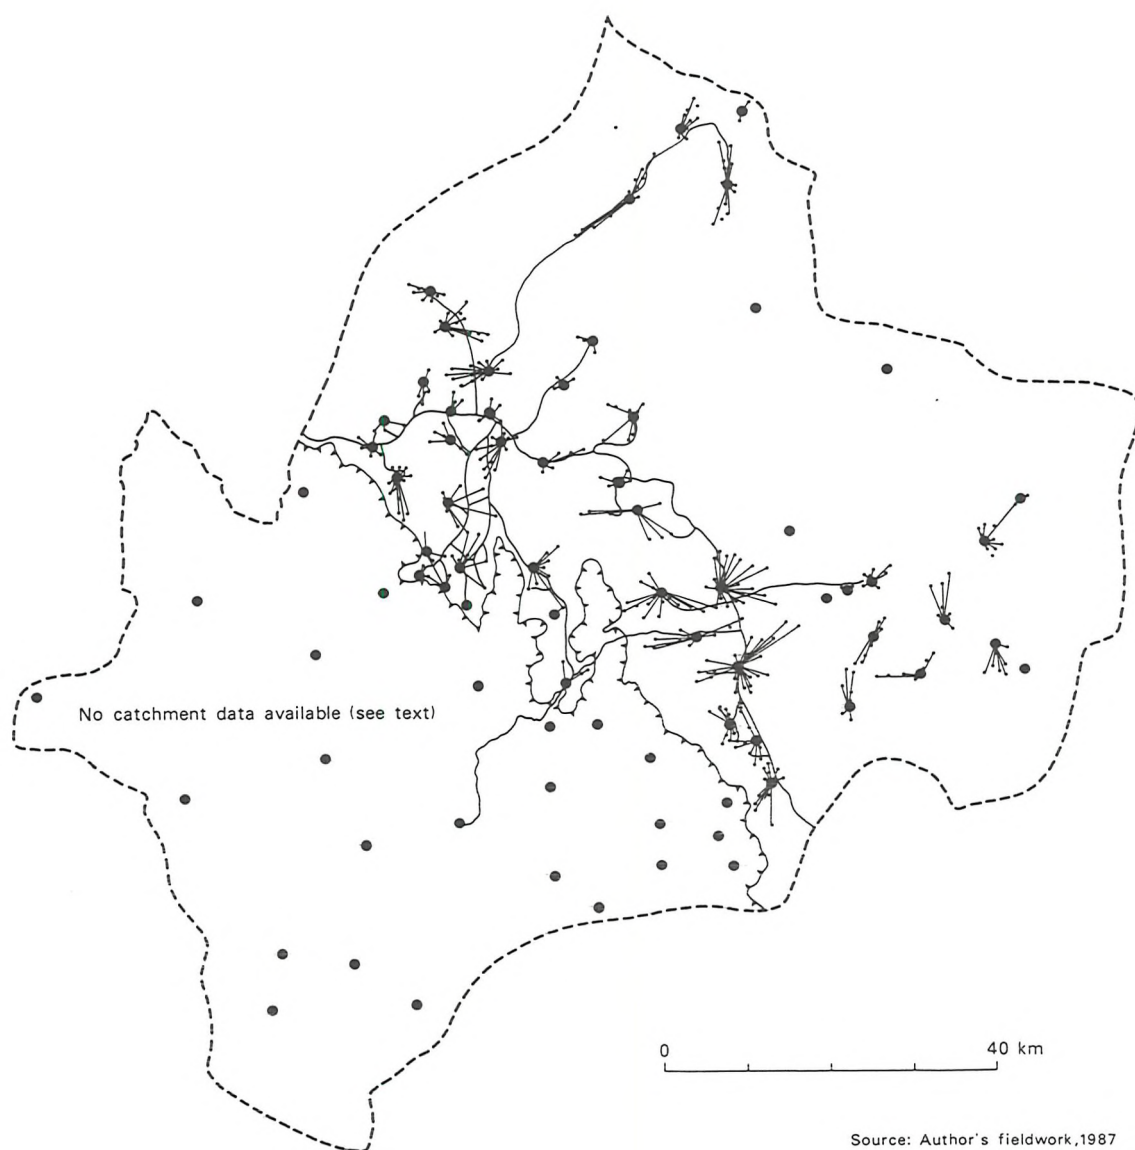 No catchment data available (see text)
0 40 km
Source: Author's fieldwork,1987